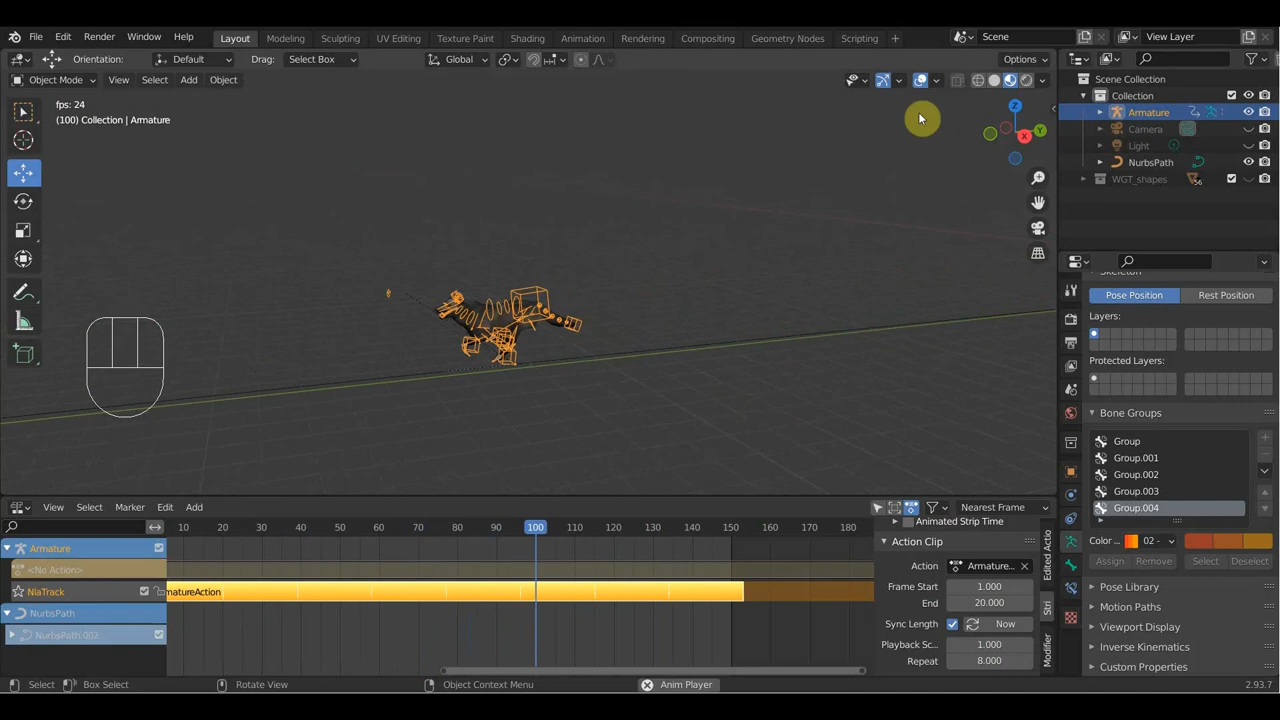 File Edit Render Window Help Layout Modeling Sculpting UV Editing Texture Paint Shading Animation Rendering Compositing Geometry Nodes Scripting + Scene View Layer
Orientation: Default Drag: Select Box Global Options
Object Mode View Select Add Object
fps: 24
(100) Collection | Armature
X
Y
Z
Scene Collection
Collection
Armature
Camera
Light
NurbsPath
WGT_shapes 56
Skeleton
Pose Position Rest Position
Layers:
Protected Layers:
Bone Groups
Group
Group.001
Group.002
Group.003
Group.004
Color ... 02 -
Assign Remove Select Deselect
Pose Library
Motion Paths
Viewport Display
Inverse Kinematics
Custom Properties
View Select Marker Edit Add Nearest Frame
10 20 30 40 50 60 70 80 90 100 110 120 130 140 150 160 170 180
Armature
<No Action>
NlaTrack
matureAction
NurbsPath
NurbsPath.002
Animated Strip Time
Action Clip
Action Armature...
Frame Start 1.000
End 20.000
Sync Length Now
Playback Sc... 1.000
Repeat 8.000
Edited Actio
Stri
Modifier
Select Box Select Rotate View Object Context Menu Anim Player 2.93.7